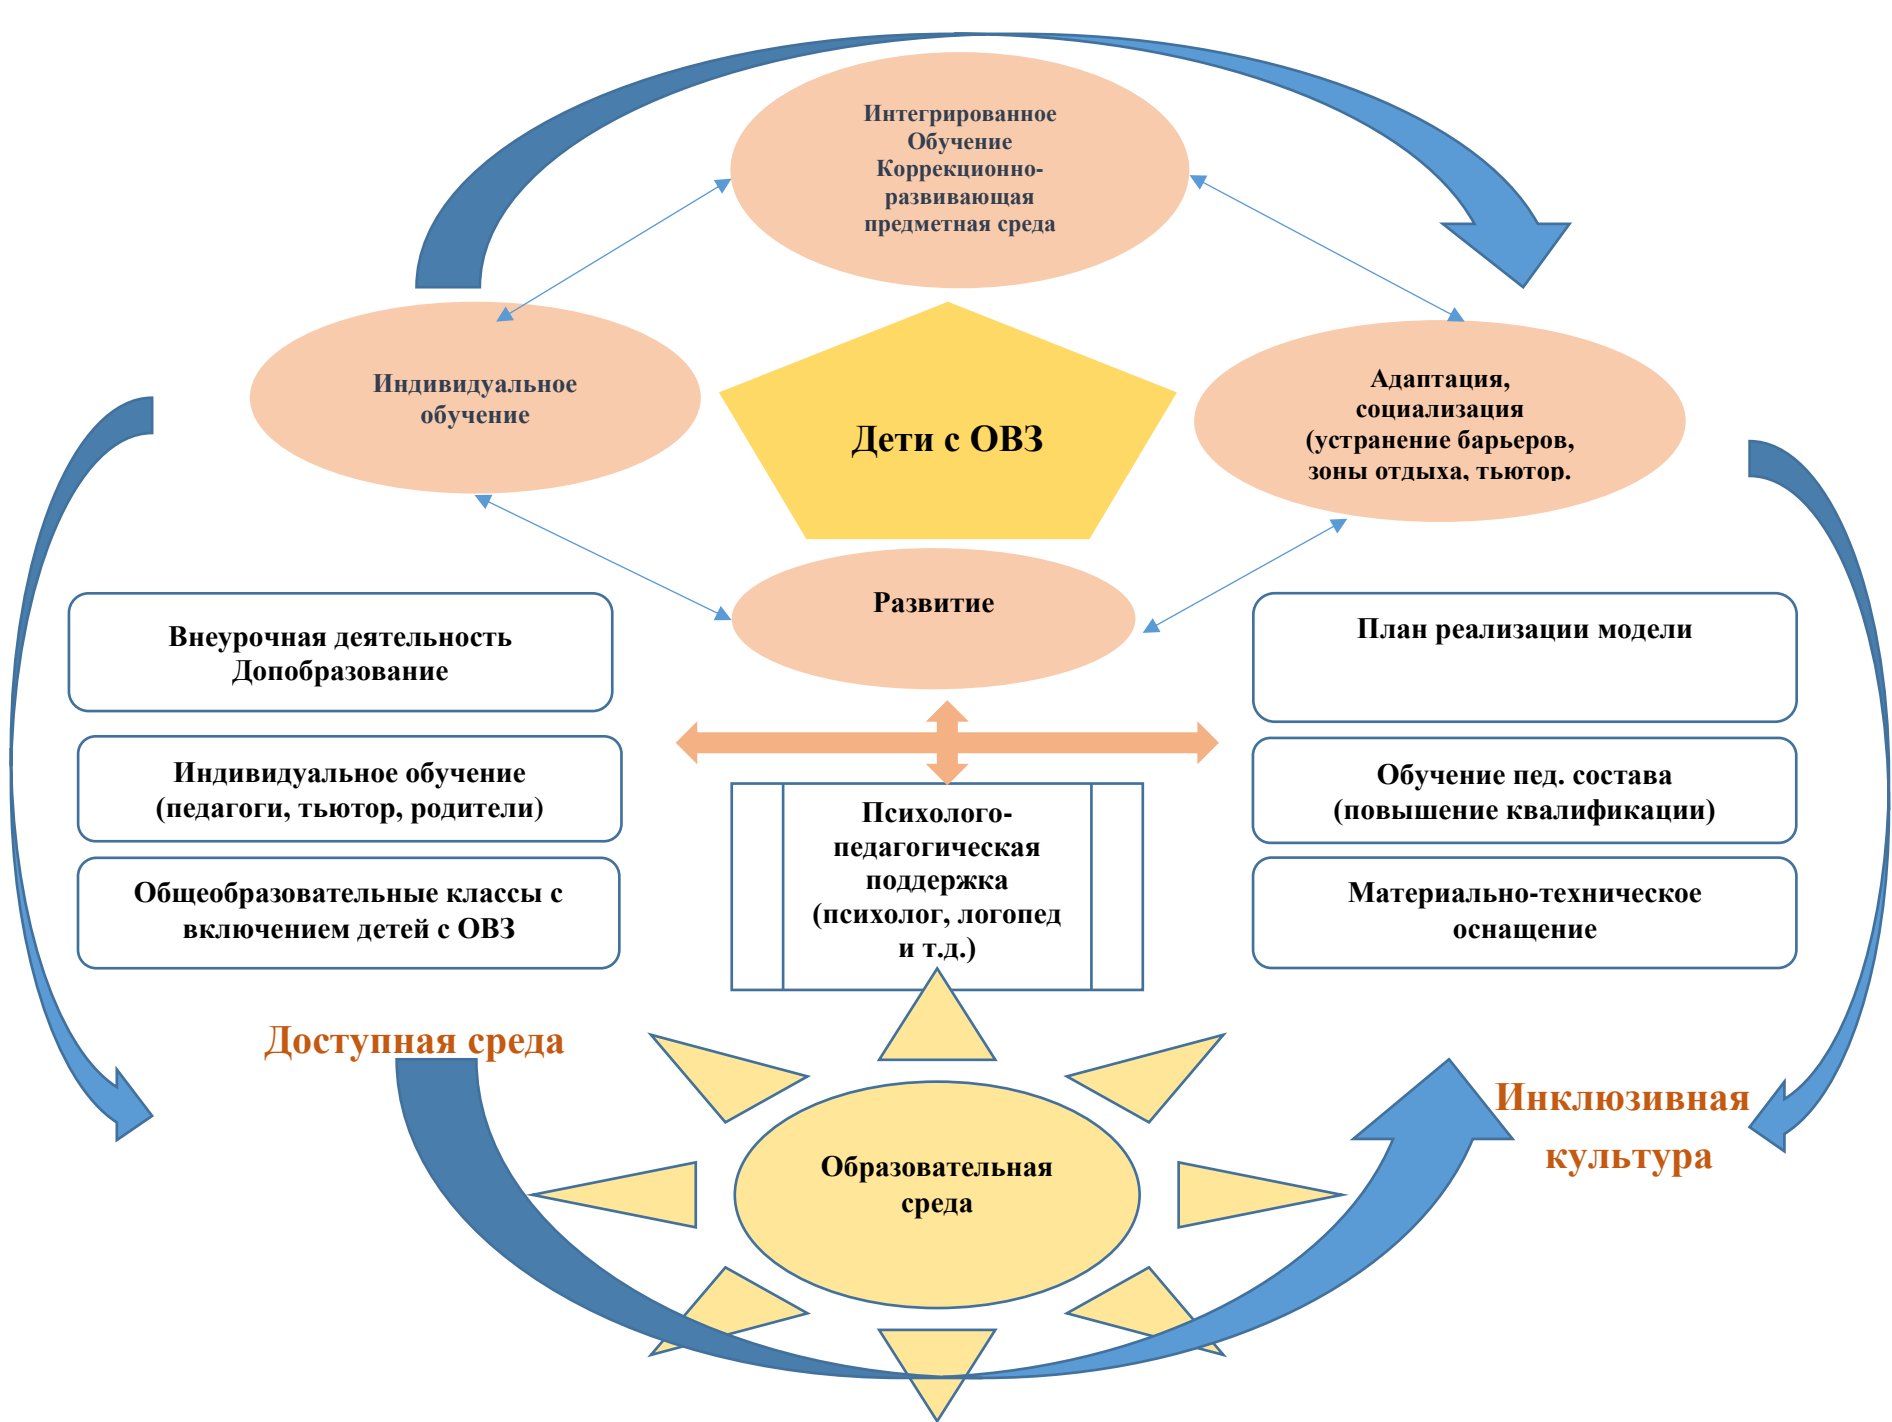 Интегрированное
Обучение
Коррекционно-
развивающая
предметная среда
Индивидуальное
обучение
Дети с ОВЗ
Адаптация,
социализация
(устранение барьеров,
зоны отдыха, тьютор.
Развитие
Внеурочная деятельность
Допобразование
Индивидуальное обучение
(педагоги, тьютор, родители)
Общеобразовательные классы с
включением детей с ОВЗ
Психолого-
педагогическая
поддержка
(психолог, логопед
и т.д.)
План реализации модели
Обучение пед. состава
(повышение квалификации)
Материально-техническое
оснащение
Доступная среда
Инклюзивная
культура
Образовательная
среда